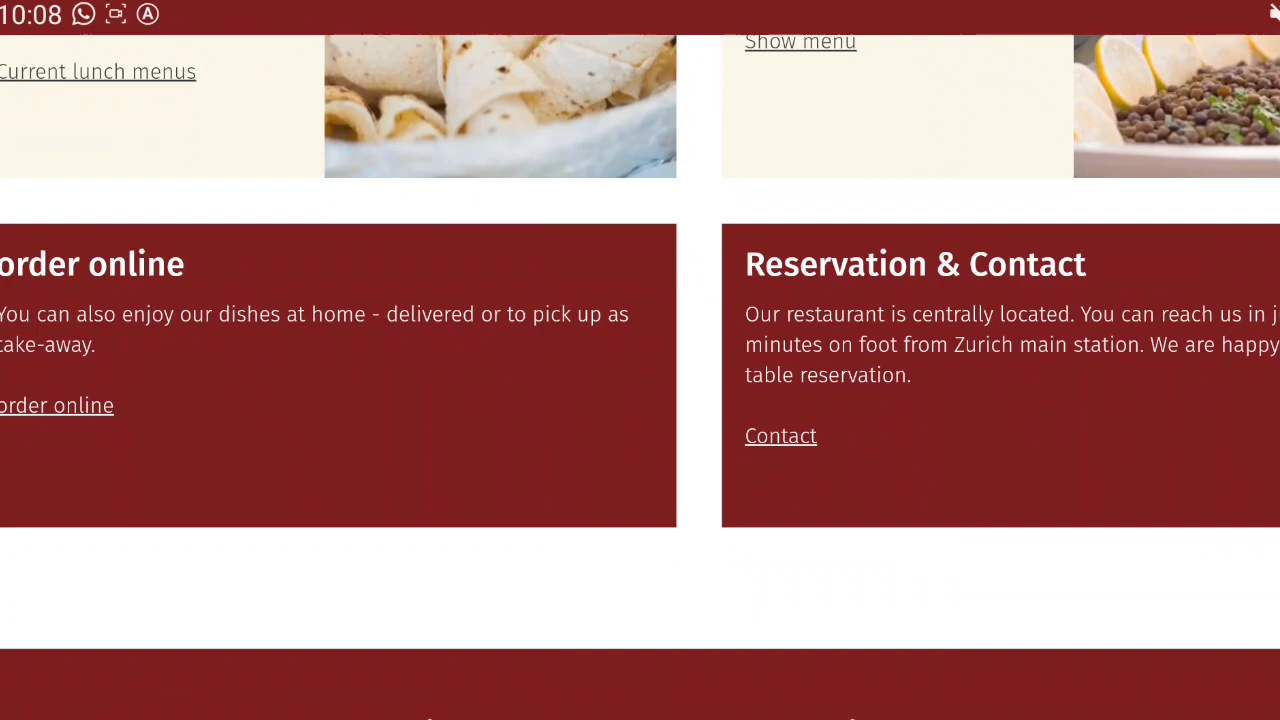 10:08
Current lunch menus
Show menu
order online
You can also enjoy our dishes at home - delivered or to pick up as
take-away.
order online
Reservation & Contact
Our restaurant is centrally located. You can reach us in
minutes on foot from Zurich main station. We are happy
table reservation.
Contact